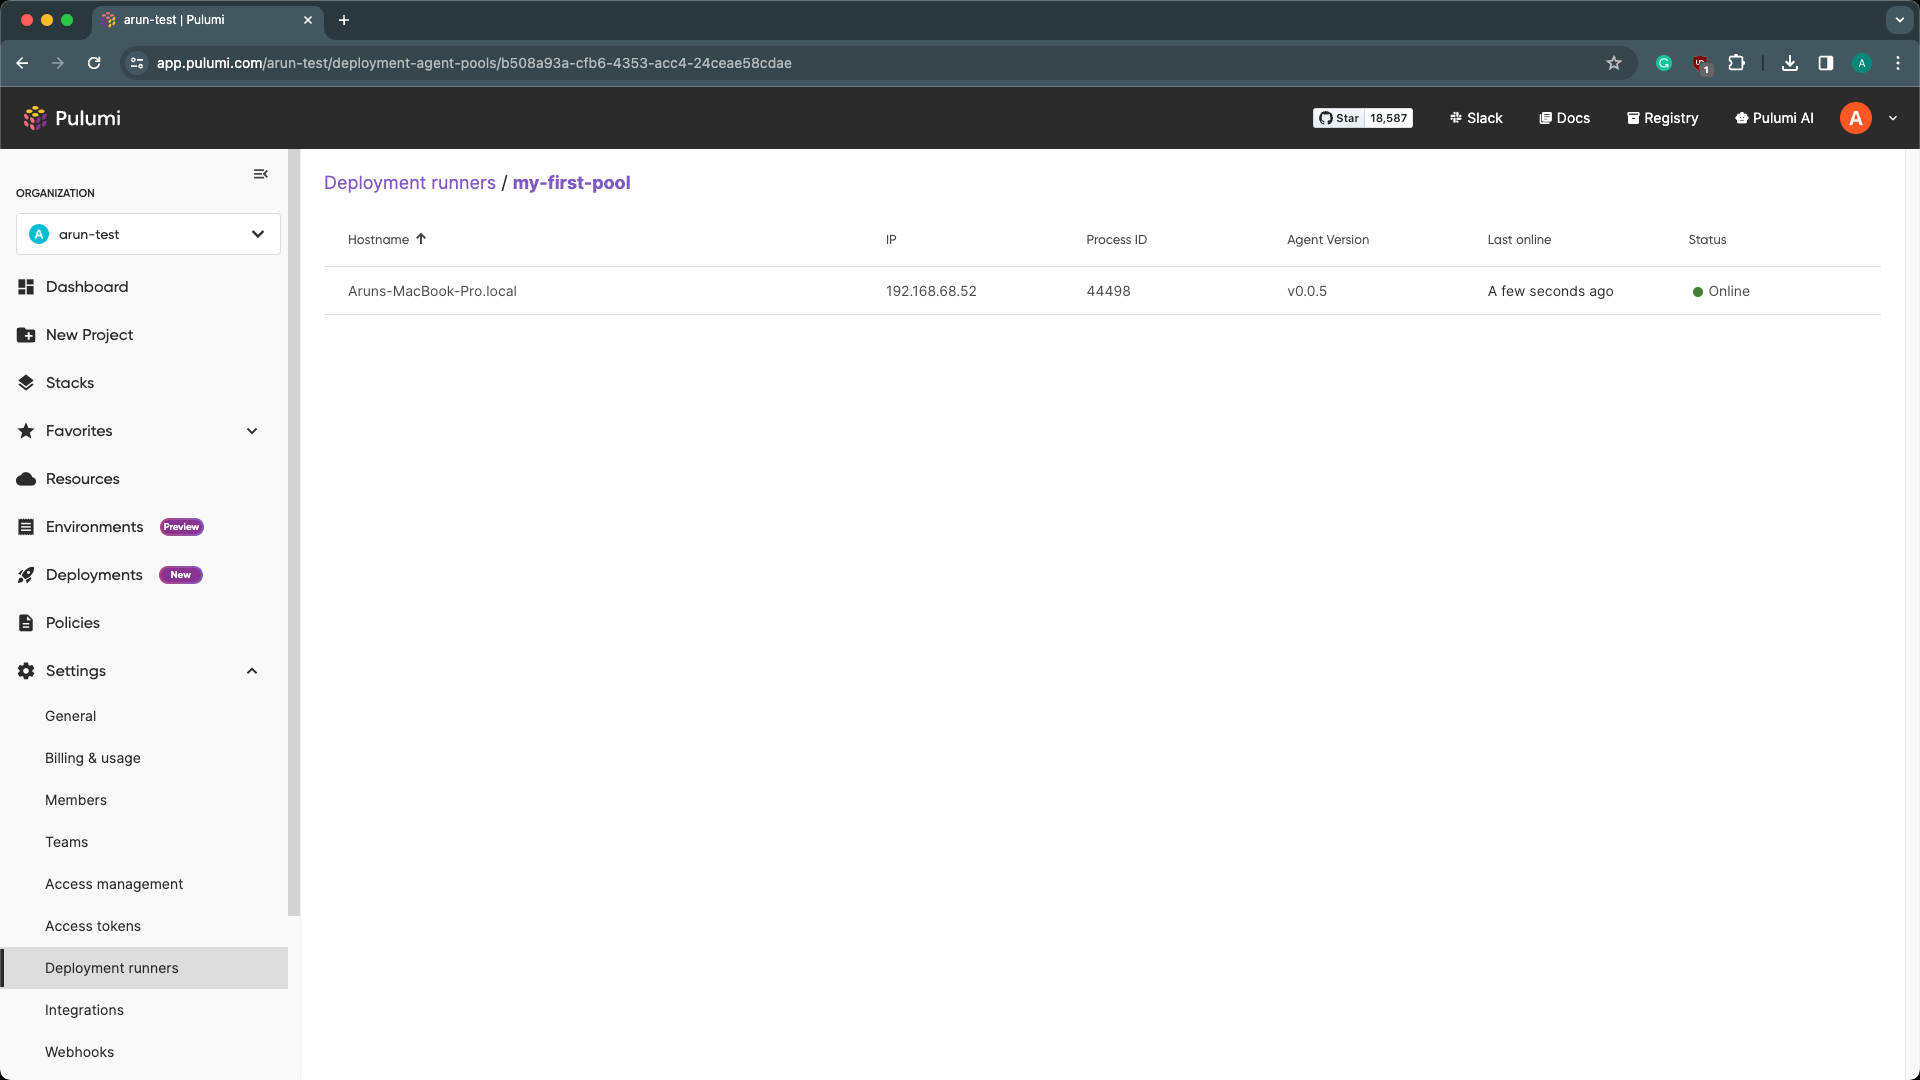 arun-test | Pulumi
app.pulumi.com/arun-test/deployment-agent-pools/b508a93a-cfb6-4353-acc4-24ceae58cdae
G
1
A
Pulumi
Star 18,587
Slack
Docs
Registry
Pulumi AI
A
ORGANIZATION
A arun-test
Dashboard
New Project
Stacks
Favorites
Resources
Environments Preview
Deployments New
Policies
Settings
General
Billing & usage
Members
Teams
Access management
Access tokens
Deployment runners
Integrations
Webhooks
Deployment runners / my-first-pool
Hostname IP Process ID Agent Version Last online Status
Aruns-MacBook-Pro.local 192.168.68.52 44498 v0.0.5 A few seconds ago Online